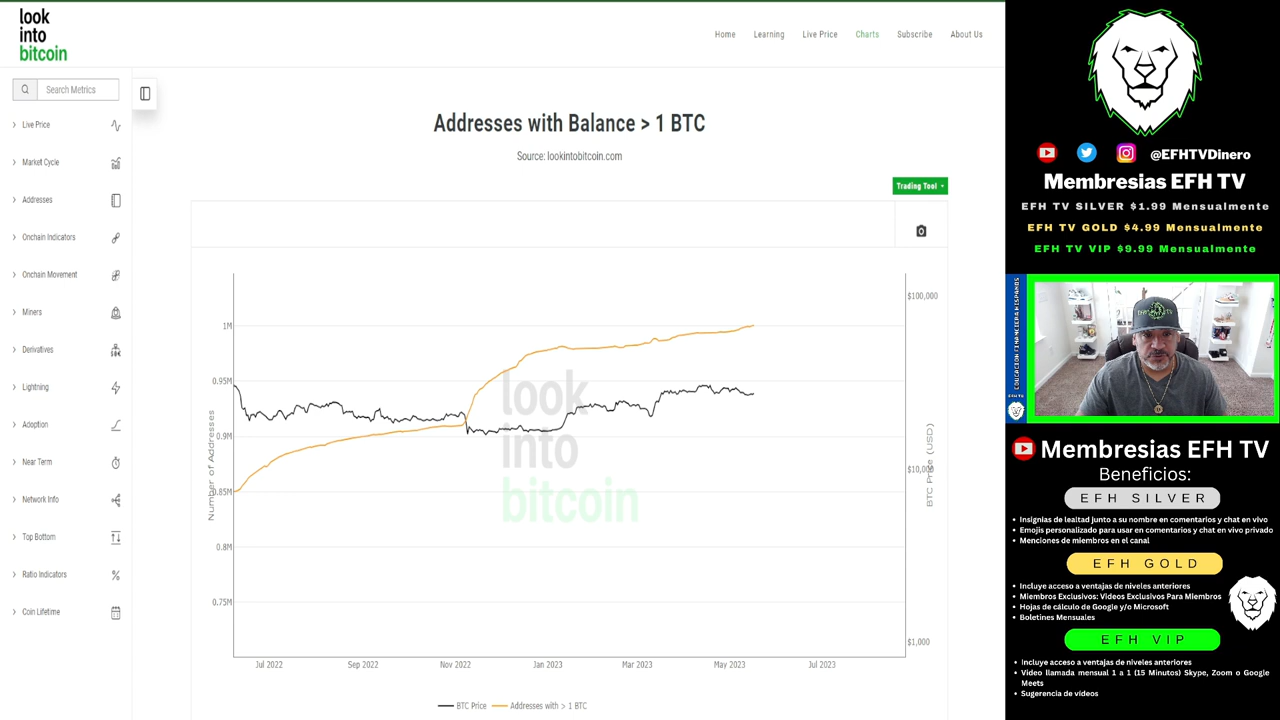 look
into
bitcoin
Home
Learning
Live Price
Charts
Subscribe
About Us
Search Metrics
Live Price
Market Cycle
Addresses
Onchain Indicators
Onchain Movement
Miners
Derivatives
Lightning
Adoption
Near Term
Network Info
Top Bottom
Ratio Indicators
Coin Lifetime
Addresses with Balance > 1 BTC
Source: lookintobitcoin.com
Trading Tool
Number of Addresses
1M
0.95M
0.9M
0.85M
0.8M
0.75M
look
into
bitcoin
BTC Price (USD)
$100,000
$10,000
$1,000
Jul 2022
Sep 2022
Nov 2022
Jan 2023
Mar 2023
May 2023
Jul 2023
BTC Price
Addresses with > 1 BTC
@EFHTVDinero
Membresias EFH TV
EFH TV SILVER $1.99 Mensualmente
EFH TV GOLD $4.99 Mensualmente
EFH TV VIP $9.99 Mensualmente
EDUCACION FINANCIERA HISPANOS
EFH TV
Membresias EFH TV
Beneficios:
EFH SILVER
• Insignias de lealtad junto a su nombre en comentarios y chat en vivo
• Emojis personalizado para usar en comentarios y chat en vivo privado
• Menciones de miembros en el canal
EFH GOLD
• Incluye acceso a ventajas de niveles anteriores
• Miembros Exclusivos: Videos Exclusivos Para Miembros
• Hojas de cálculo de Google y/o Microsoft
• Boletines Mensuales
EFH VIP
• Incluye acceso a ventajas de niveles anteriores
• Video llamada mensual 1 a 1 (15 Minutos) Skype, Zoom o Google
Meets
• Sugerencia de vídeos